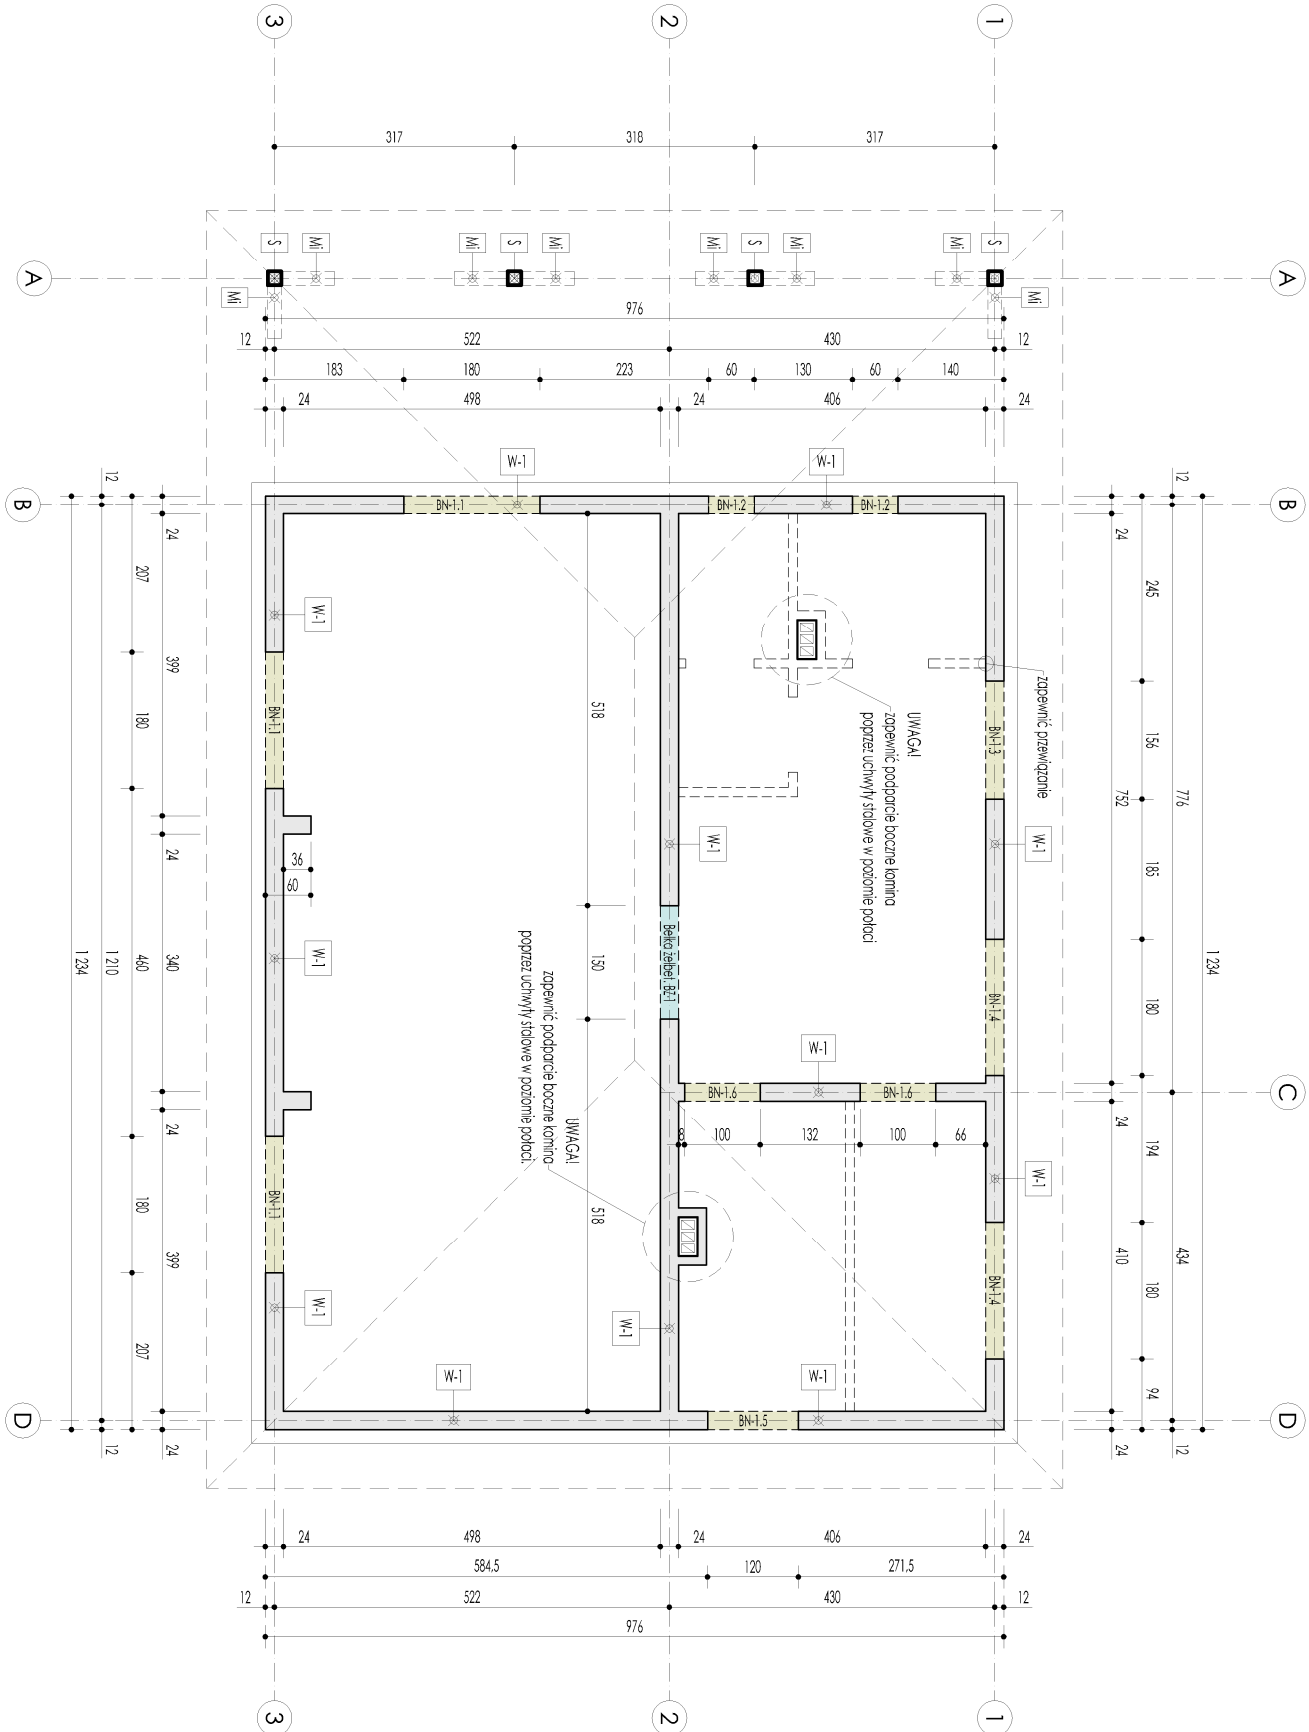 3
2
1
317
318
317
S
Mi
Mi
S
Mi
Mi
S
Mi
Mi
S
A
A
Mi
Mi
976
12
522
430
12
183
180
223
60
130
60
140
24
498
24
406
24
W-1
W-1
12
12
B
B
BN-1.1
BN-1.2
BN-1.2
24
207
399
180
24
460
340
1 210
1 234
24
180
399
207
12
24
24
245
156
776
752
185
1 234
180
24
194
434
410
180
94
24
12
W-1
518
zapewnić przewiązanie
UWAGA!
zapewnić podparcie boczne komina
poprzez uchwyty stalowe w poziomie połaci
BN-1.1
BN-1.3
W-1
W-1
36
60
W-1
150
Belka żelbet. BŻ-1
BN-1.4
UWAGA!
zapewnić podparcie boczne komina
poprzez uchwyty stalowe w poziomie połaci.
W-1
C
BN-1.6
BN-1.6
8
100
132
100
66
W-1
BN-1.1
518
BN-1.4
W-1
W-1
W-1
W-1
D
BN-1.5
D
24
498
24
406
24
584,5
120
271,5
12
522
430
12
976
3
2
1